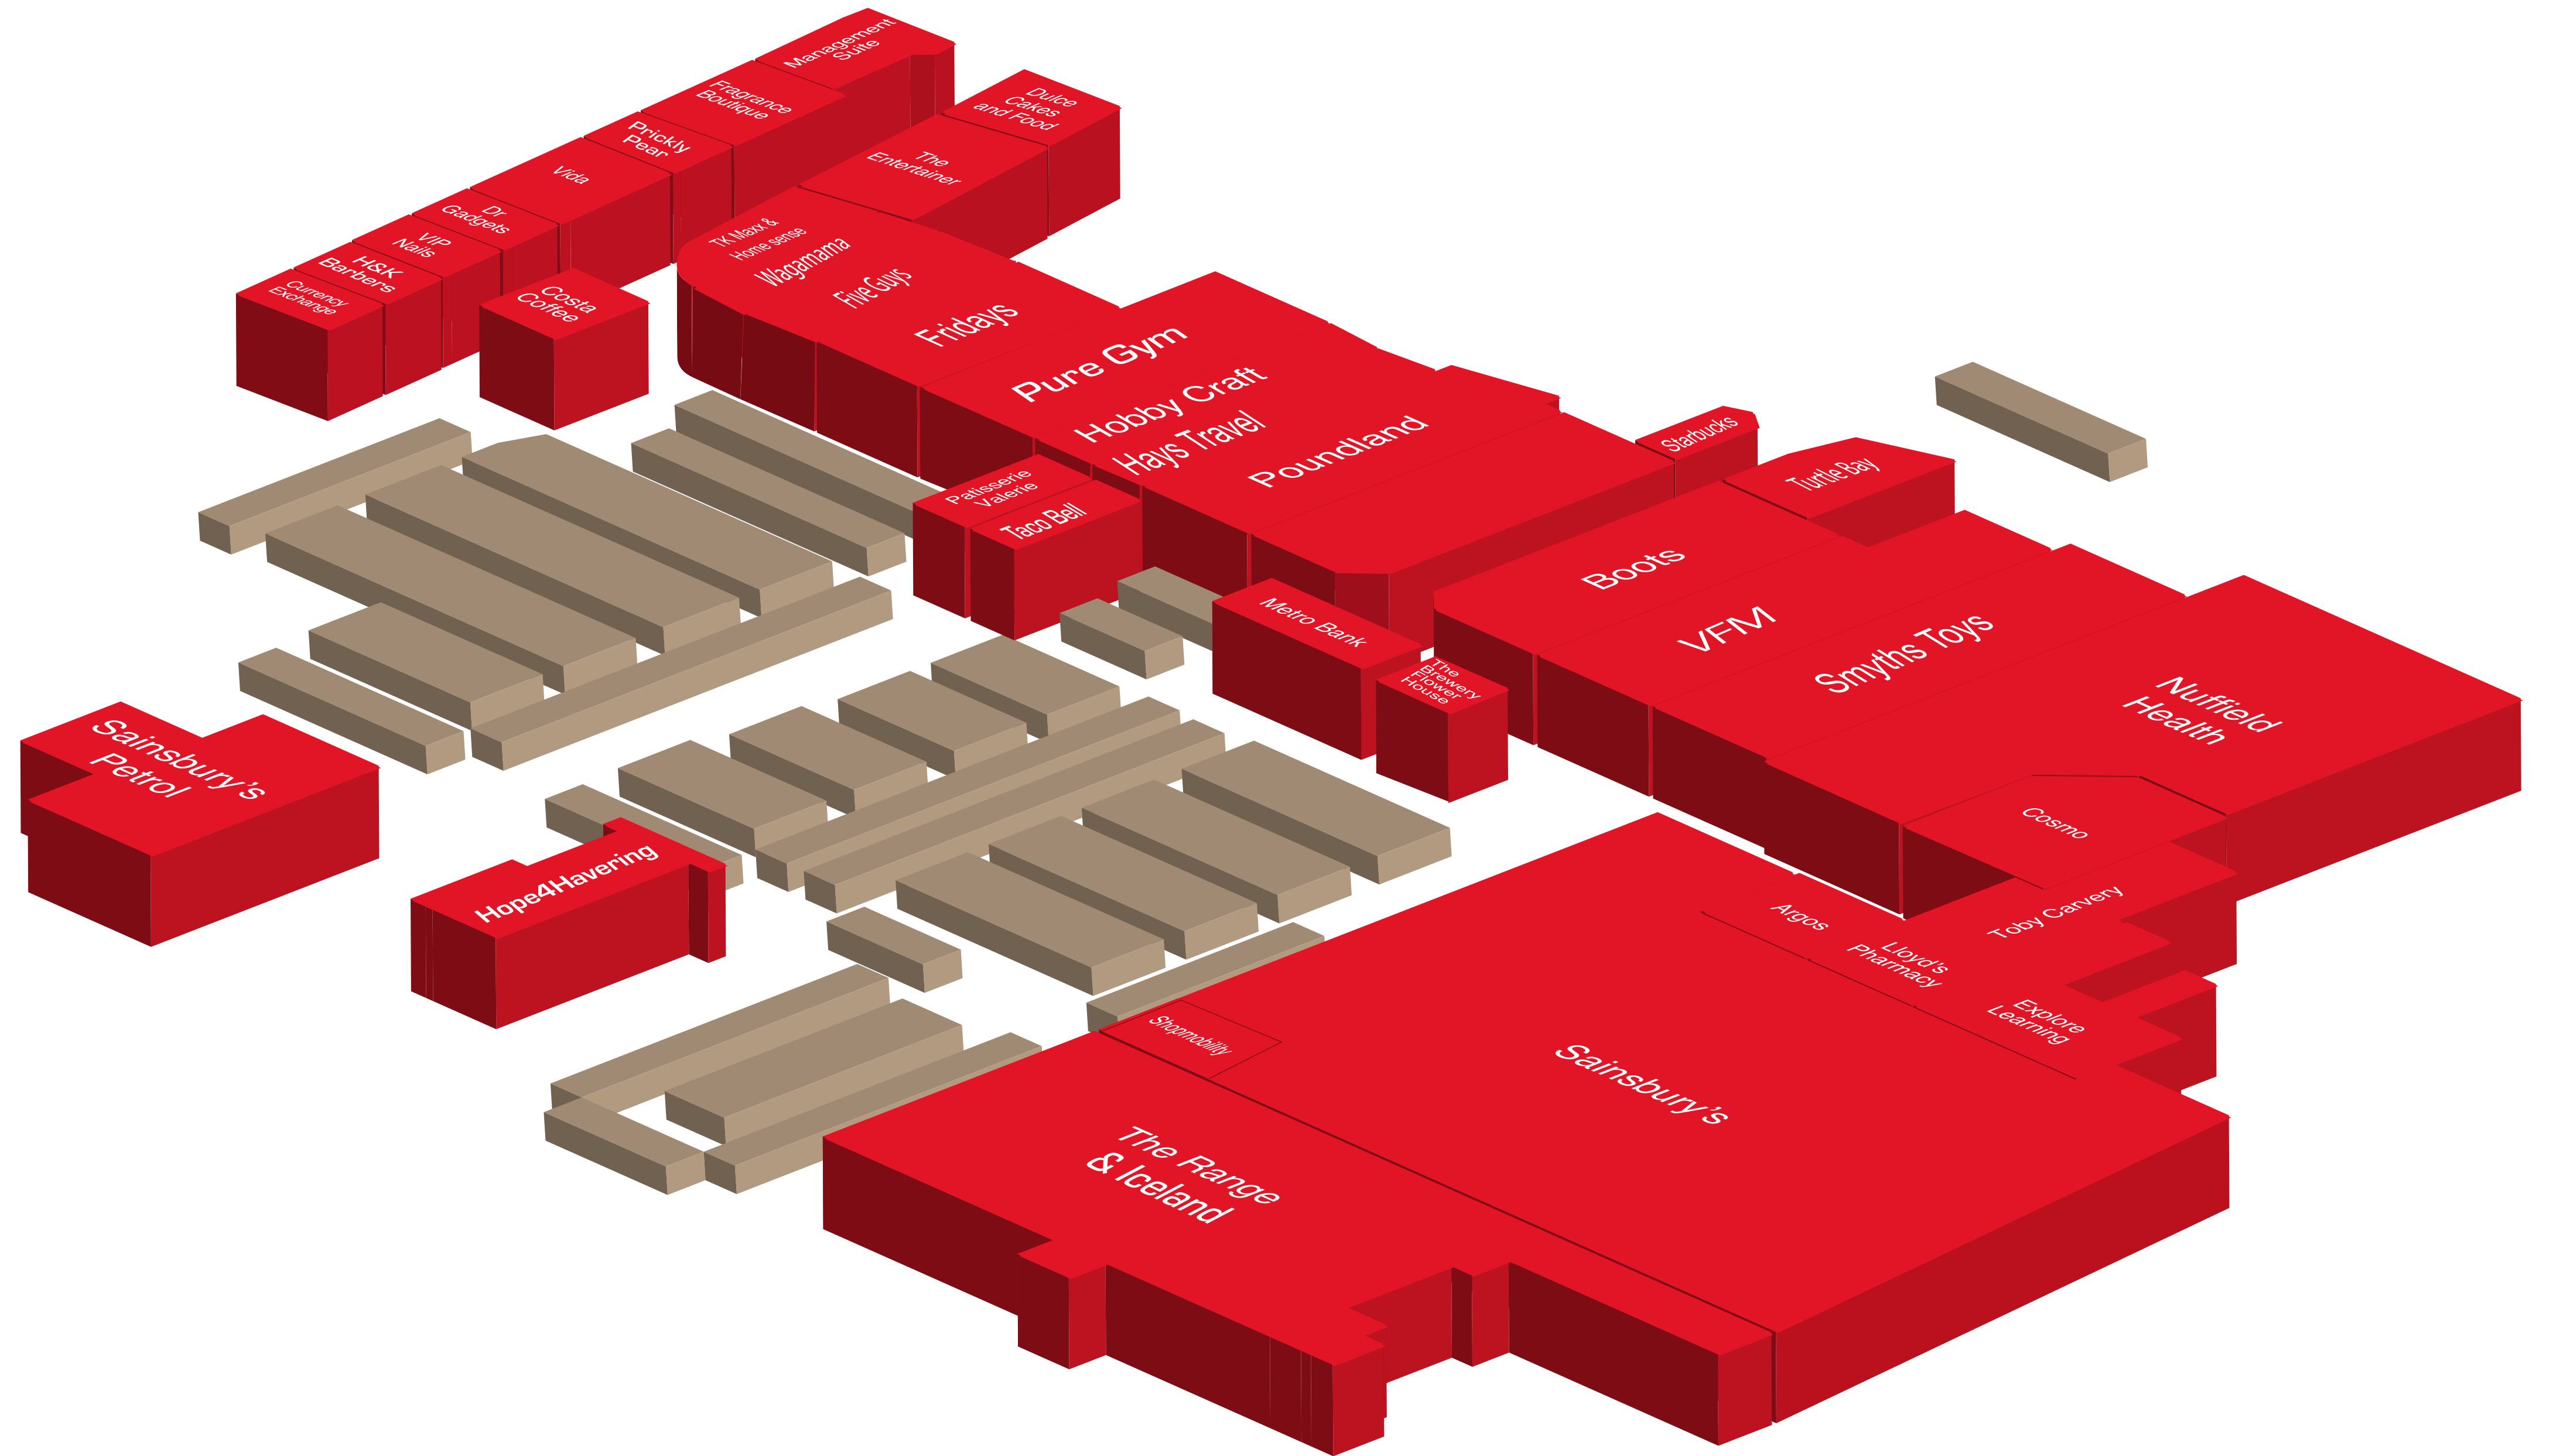 Management
Suite
Fragrance
Boutique
Prickly
Pear
Vida
Dr
Gadgets
VIP
Nails
H&K
Barbers
Currency
Exchange
Costa
Coffee
Dulce
Cakes
and Food
The
Entertainer
TK Maxx &
Home sense
Wagamama
Five Guys
Fridays
Pure Gym
Hobby Craft
Hays Travel
Poundland
Patisserie
Valerie
Taco Bell
Starbucks
Turtle Bay
Boots
VFM
Smyths Toys
Nuffield
Health
Metro Bank
The
Brewery
Flower
House
Cosmo
Toby Carvery
Argos
Lloyd's
Pharmacy
Explore
Learning
Sainsbury's
Petrol
Hope4Havering
Shopmobility
Sainsbury's
The Range
& Iceland